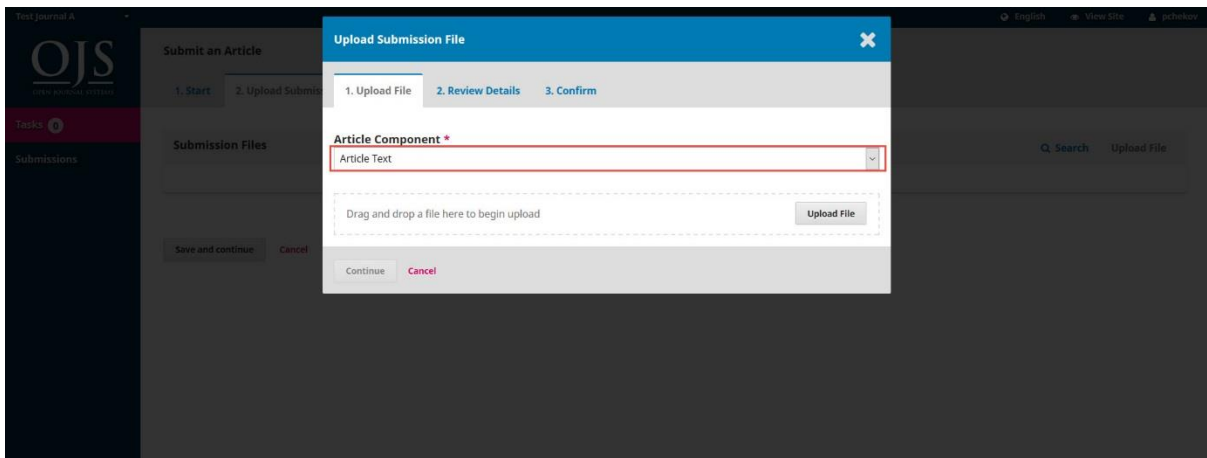 Test Journal A
English
View Site
pchekov
OJS
OPEN JOURNAL SYSTEMS
Tasks 0
Submissions
Submit an Article
1. Start
2. Upload Submis
Submission Files
Search
Upload File
Save and continue
Cancel
Upload Submission File
1. Upload File
2. Review Details
3. Confirm
Article Component *
Article Text
Drag and drop a file here to begin upload
Upload File
Continue
Cancel